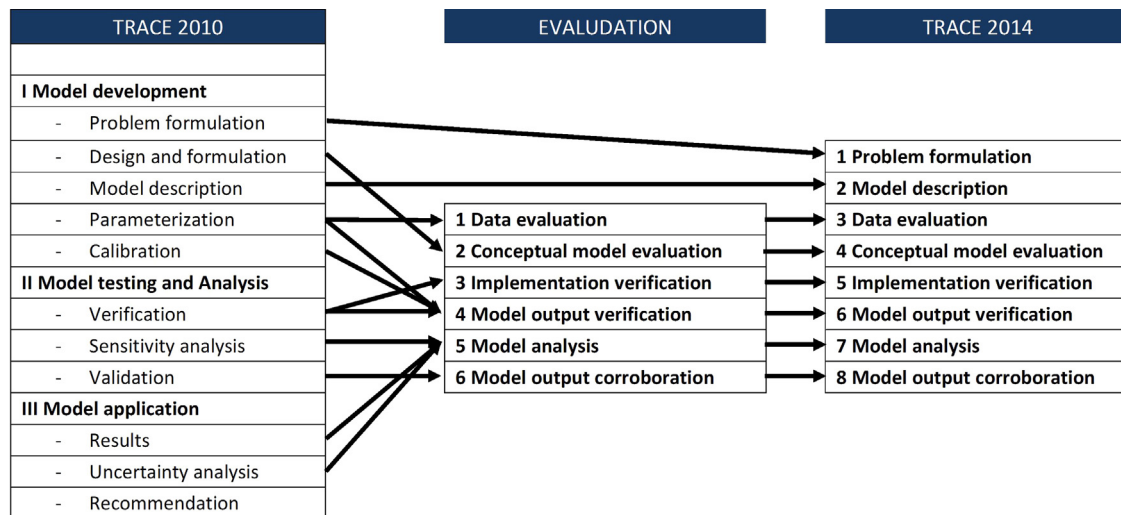 TRACE 2010
I Model development
- Problem formulation
- Design and formulation
- Model description
- Parameterization
- Calibration
II Model testing and Analysis
- Verification
- Sensitivity analysis
- Validation
III Model application
- Results
- Uncertainty analysis
- Recommendation
EVALUDATION
1 Data evaluation
2 Conceptual model evaluation
3 Implementation verification
4 Model output verification
5 Model analysis
6 Model output corroboration
TRACE 2014
1 Problem formulation
2 Model description
3 Data evaluation
4 Conceptual model evaluation
5 Implementation verification
6 Model output verification
7 Model analysis
8 Model output corroboration